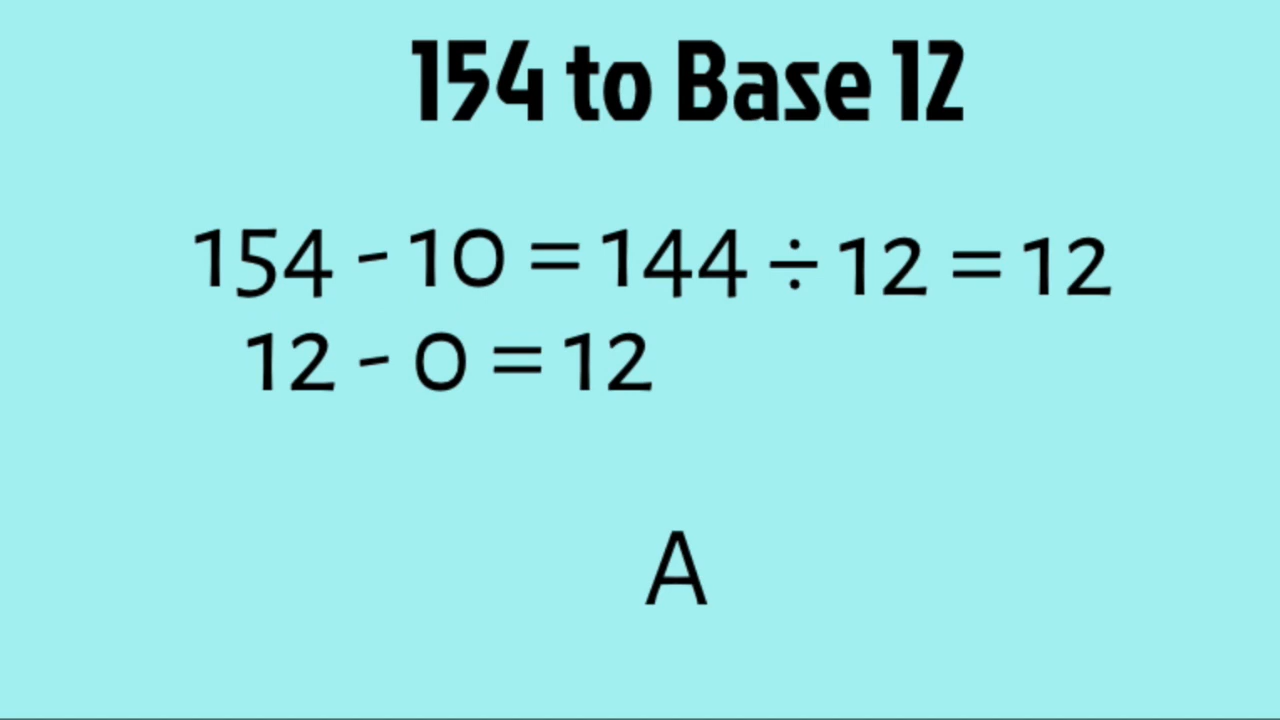 154 to Base 12
154 - 10 = 144 ÷ 12 = 12
12 - 0 = 12
A